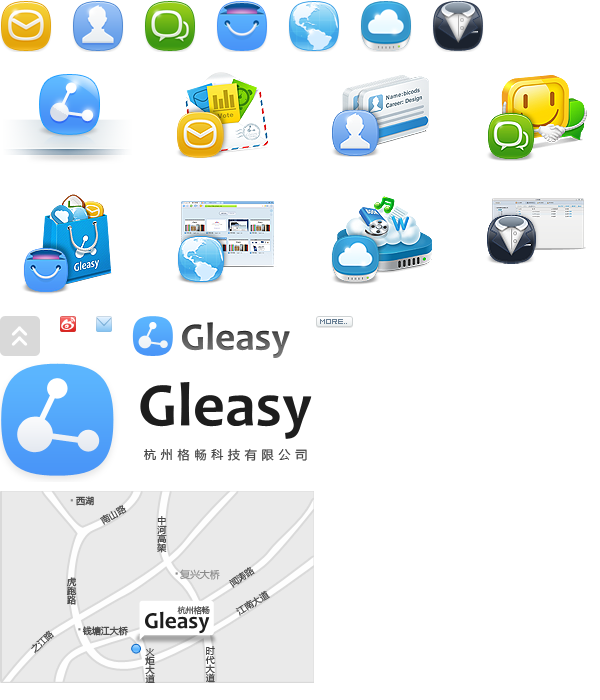 Vote
Name:bicods
Career: Design
Gleasy
W
Gleasy
MORE..
Gleasy
杭州格畅科技有限公司
西湖
南山路
中河高架
复兴大桥
闻涛路
虎跑路
江南大道
杭州格畅
Gleasy
钱塘江大桥
之江路
火炬大道
时代大道